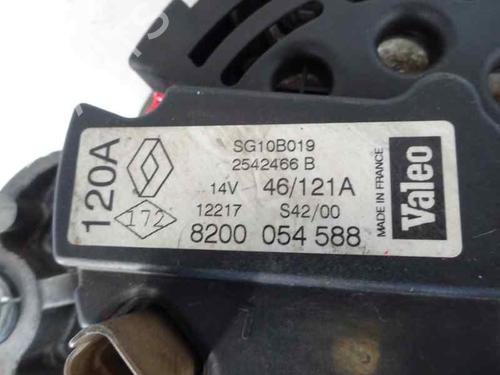 120A
172
SG10B019
2542466 B
14V 46/121A
12217 S42/00
8200 054 588
MADE IN FRANCE
Valeo